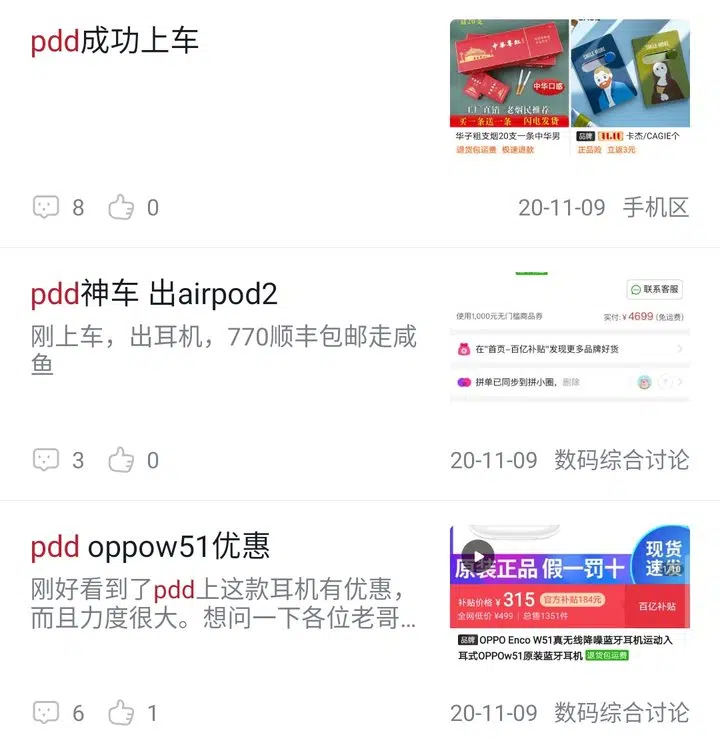 pdd成功上车
中华香烟
中华口感
厂厂直销 老烟民推荐
买一条送一条 闪电发货
华子粗支烟20支一条中华男
退货包运费 极速退款
SMILE MORE
SMILE MORE
品牌 11.11 卡杰/CAGIE个
正品险 立返3元
8 0 20-11-09 手机区
pdd神车 出airpod2
刚上车，出耳机，770顺丰包邮走咸
鱼
联系客服
使用1,000元无门槛商品券 实付:￥4699 (免运费)
在“首页-百亿补贴”发现更多品牌好货
拼单已同步到拼小圈，删除
3 0 20-11-09 数码综合讨论
pdd oppow51优惠
刚好看到了pdd上这款耳机有优惠，
而且力度很大。想问一下各位老哥...
原装正品 假一罚十
现货
速发
1/10
补贴价格￥315 官方补贴184元
全网低价￥499 | 总售1351件
百亿补贴
品牌 OPPO Enco W51真无线降噪蓝牙耳机运动入
耳式OPPOw51原装蓝牙耳机 退货包运费
6 1 20-11-09 数码综合讨论